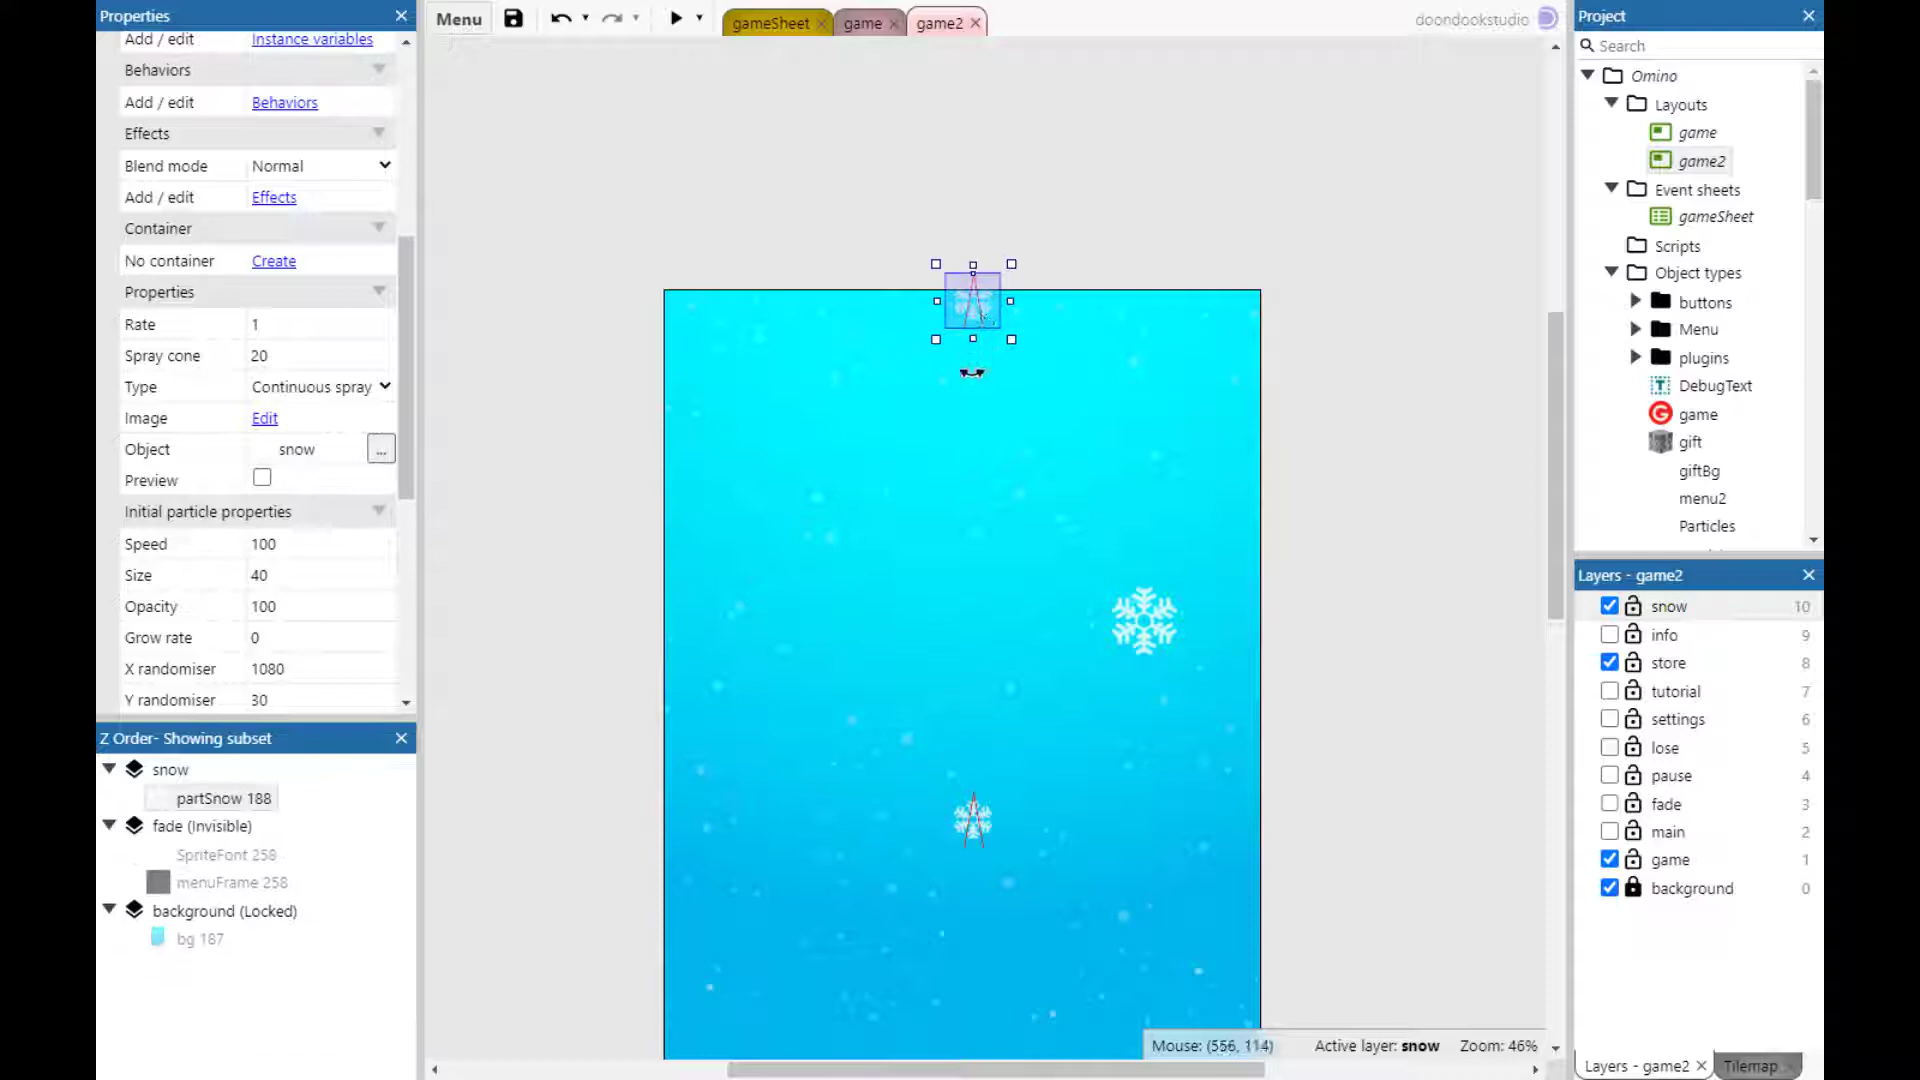 Properties
Add / edit Instance variables
Behaviors
Add / edit Behaviors
Effects
Blend mode Normal
Add / edit Effects
Container
No container Create
Properties
Rate 1
Spray cone 20
Type Continuous spray
Image Edit
Object snow ...
Preview
Initial particle properties
Speed 100
Size 40
Opacity 100
Grow rate 0
X randomiser 1080
Y randomiser 30
Z Order- Showing subset
snow
partSnow 188
fade (Invisible)
SpriteFont 258
menuFrame 258
background (Locked)
bg 187
Menu
gameSheet game game2
doondookstudio
Mouse: (556, 114) Active layer: snow Zoom: 46%
Project
Search
Omino
Layouts
game
game2
Event sheets
gameSheet
Scripts
Object types
buttons
Menu
plugins
DebugText
game
gift
giftBg
menu2
Particles
Layers - game2
snow 10
info 9
store 8
tutorial 7
settings 6
lose 5
pause 4
fade 3
main 2
game 1
background 0
Layers - game2 Tilemap